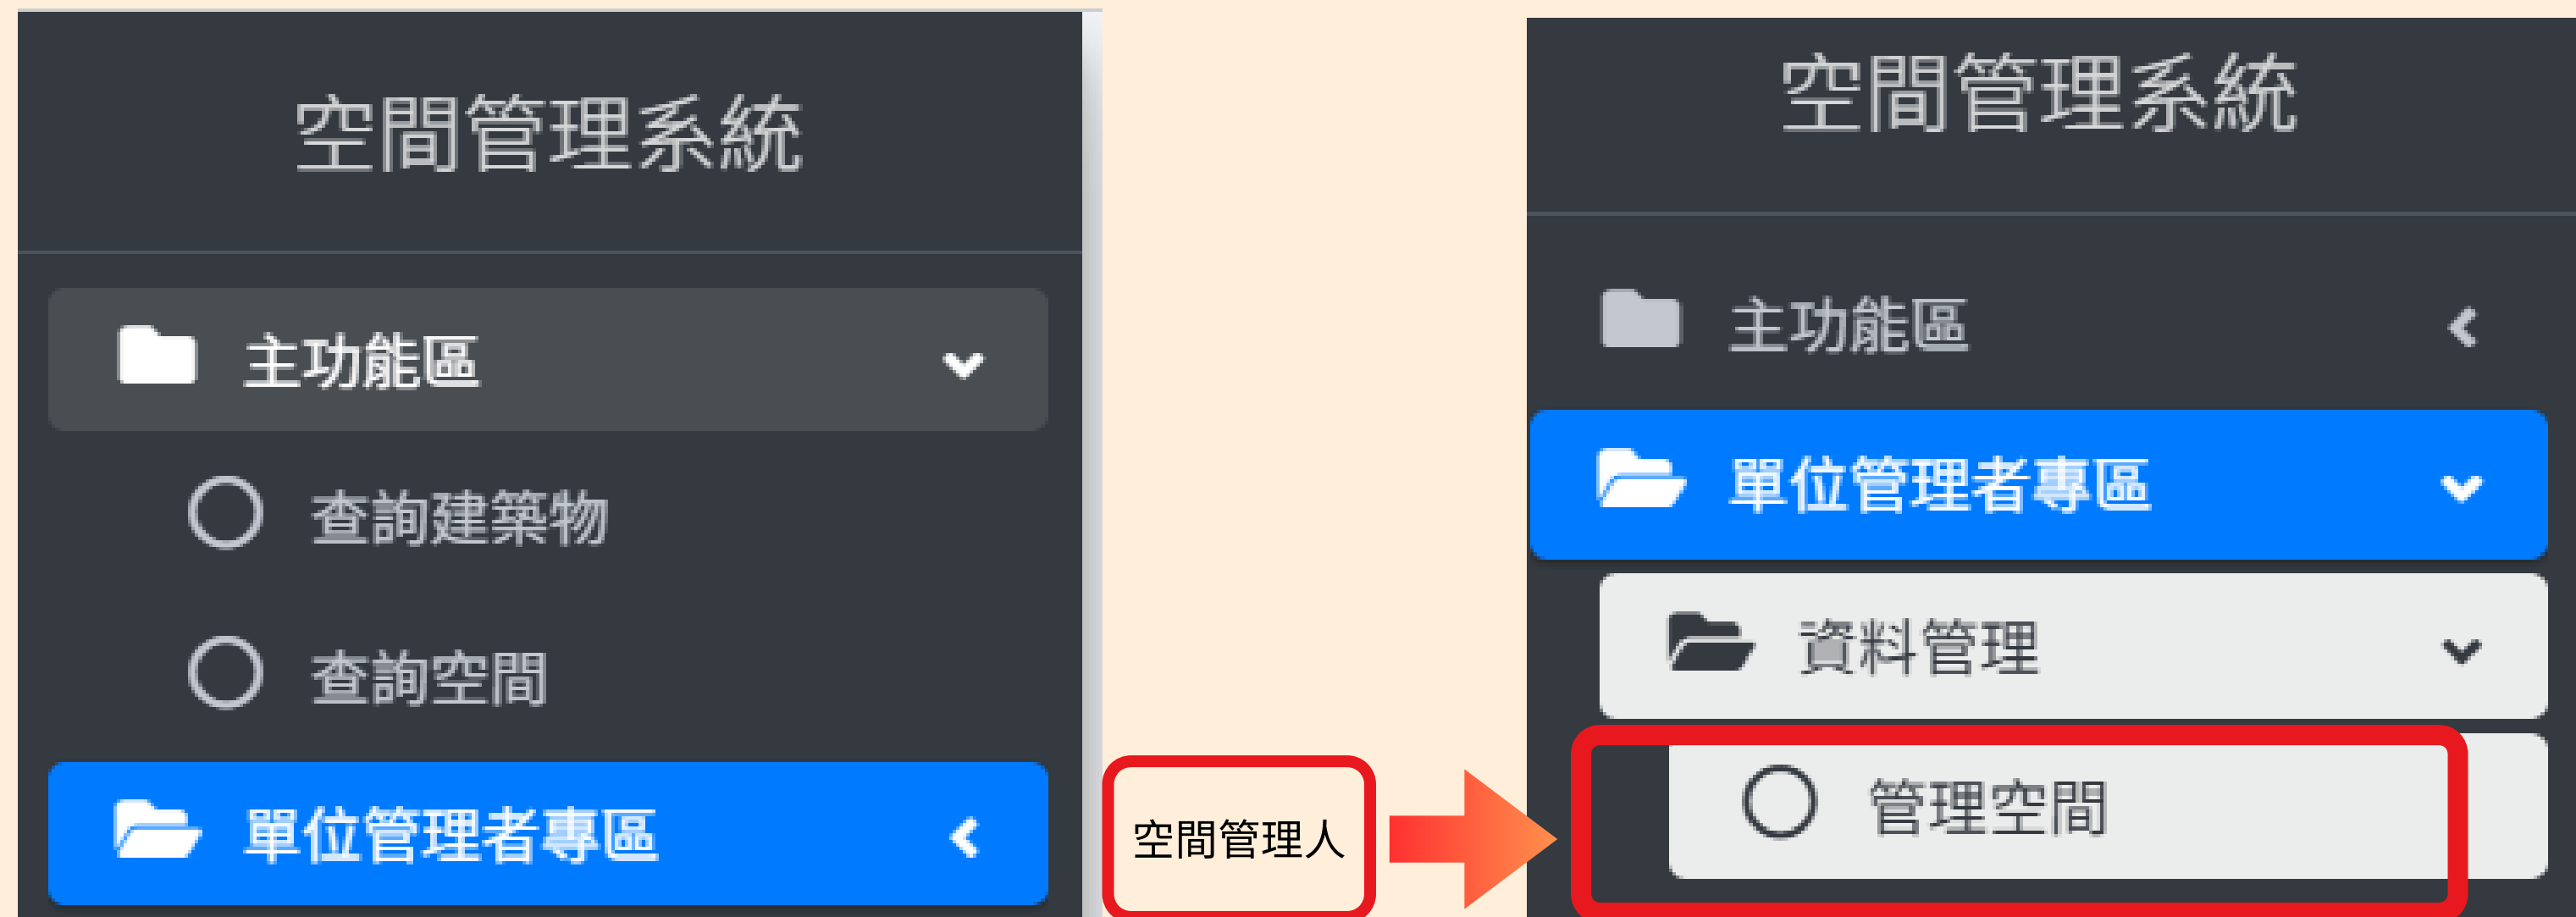 空間管理系統
主功能區
查詢建築物
查詢空間
單位管理者專區
空間管理人
空間管理系統
主功能區
單位管理者專區
資料管理
管理空間